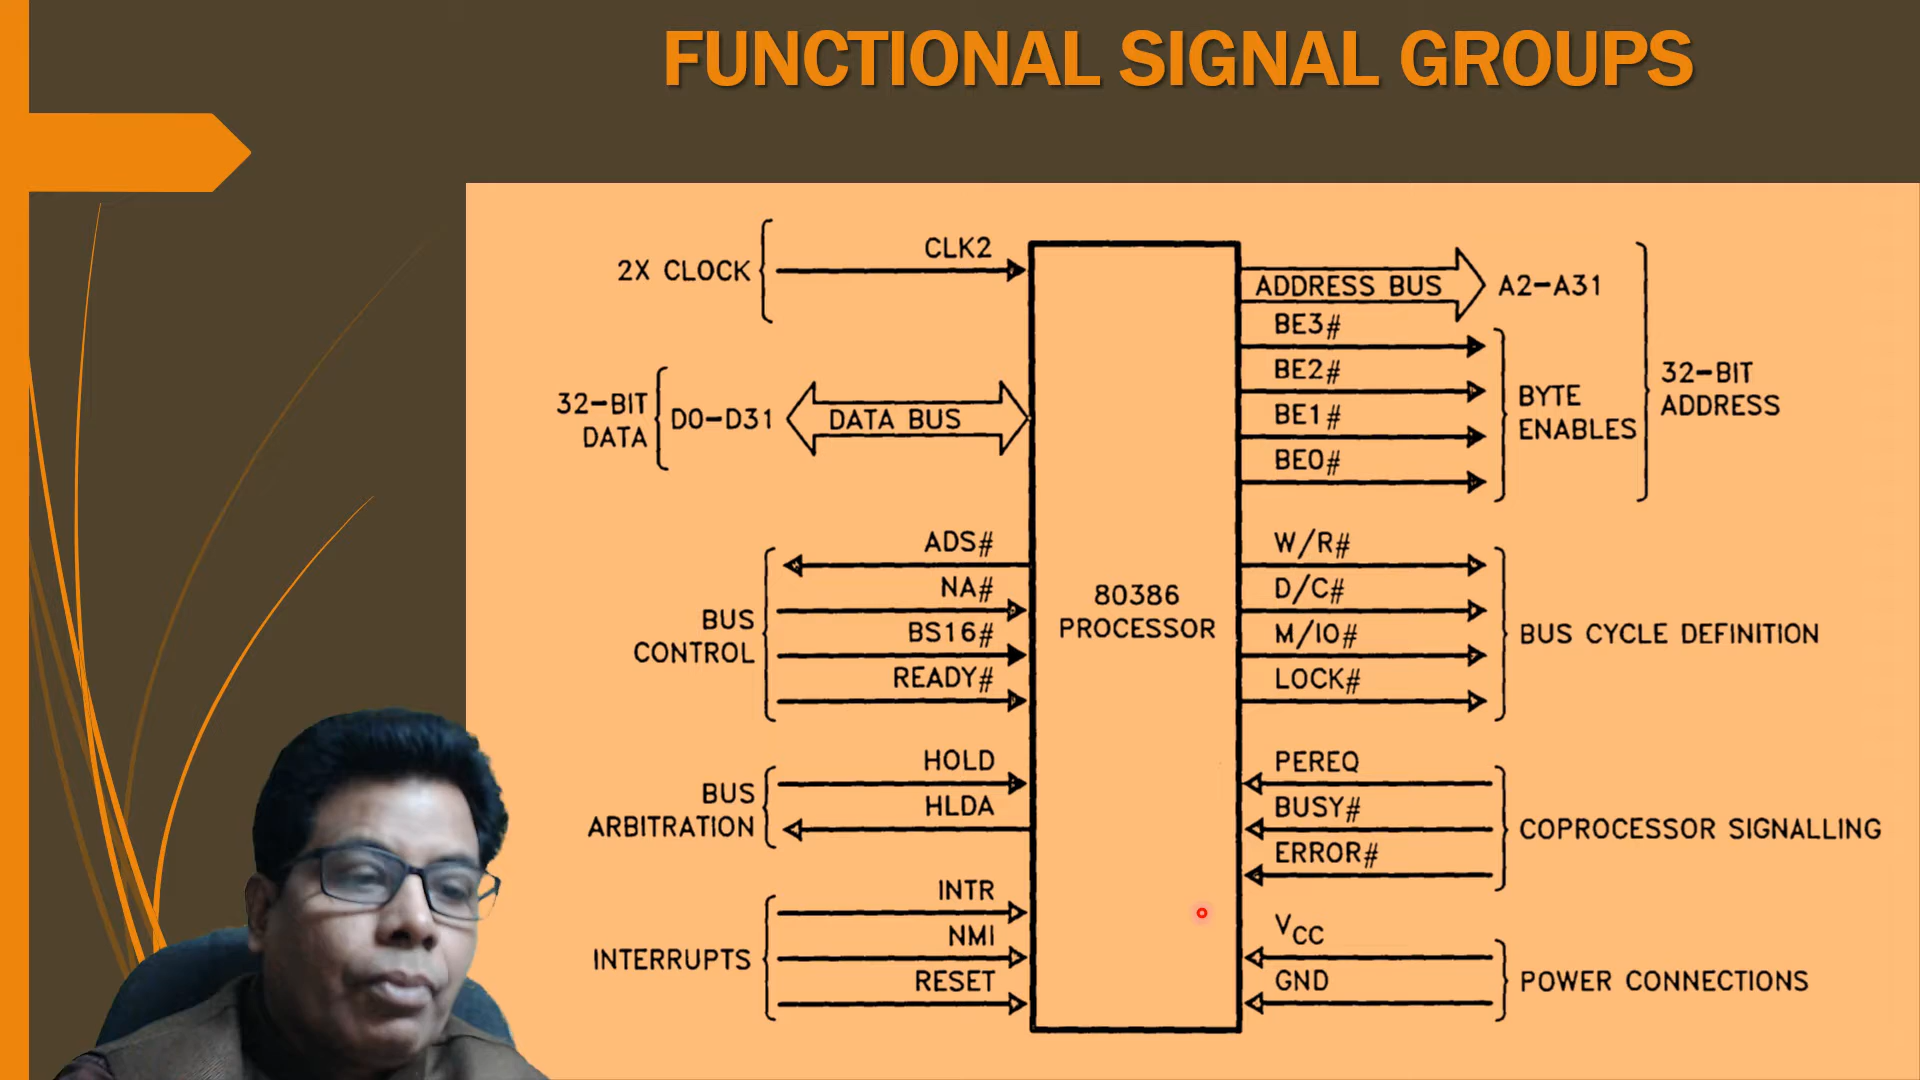 FUNCTIONAL SIGNAL GROUPS
2X CLOCK
CLK2
32-BIT
DATA
D0-D31
DATA BUS
BUS
CONTROL
ADS#
NA#
BS16#
READY#
BUS
ARBITRATION
HOLD
HLDA
INTERRUPTS
INTR
NMI
RESET
80386
PROCESSOR
ADDRESS BUS
A2-A31
BE3#
BE2#
BE1#
BE0#
BYTE
ENABLES
32-BIT
ADDRESS
W/R#
D/C#
M/IO#
LOCK#
BUS CYCLE DEFINITION
PEREQ
BUSY#
ERROR#
COPROCESSOR SIGNALLING
VCC
GND
POWER CONNECTIONS